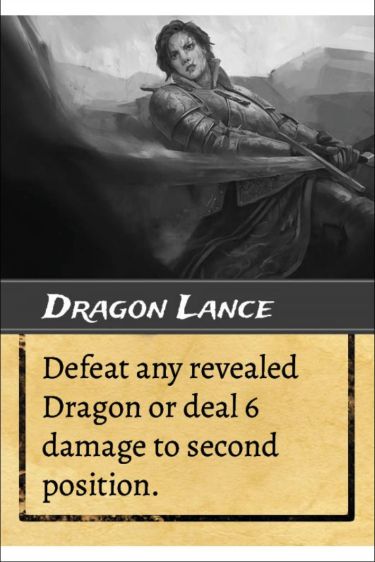 Dragon Lance
Defeat any revealed
Dragon or deal 6
damage to second
position.